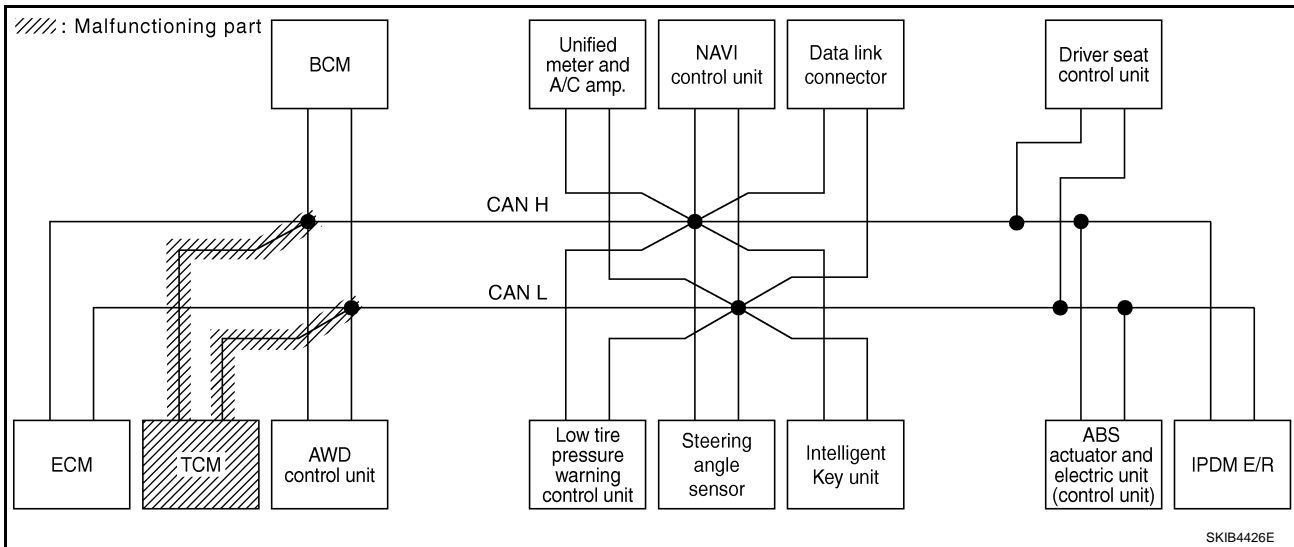 : Malfunctioning part
BCM
Unified
meter and
A/C amp.
NAVI
control unit
Data link
connector
Driver seat
control unit
CAN H
CAN L
ECM
TCM
AWD
control unit
Low tire
pressure
warning
control unit
Steering
angle
sensor
Intelligent
Key unit
ABS
actuator and
electric unit
(control unit)
IPDM E/R
SKIB4426E